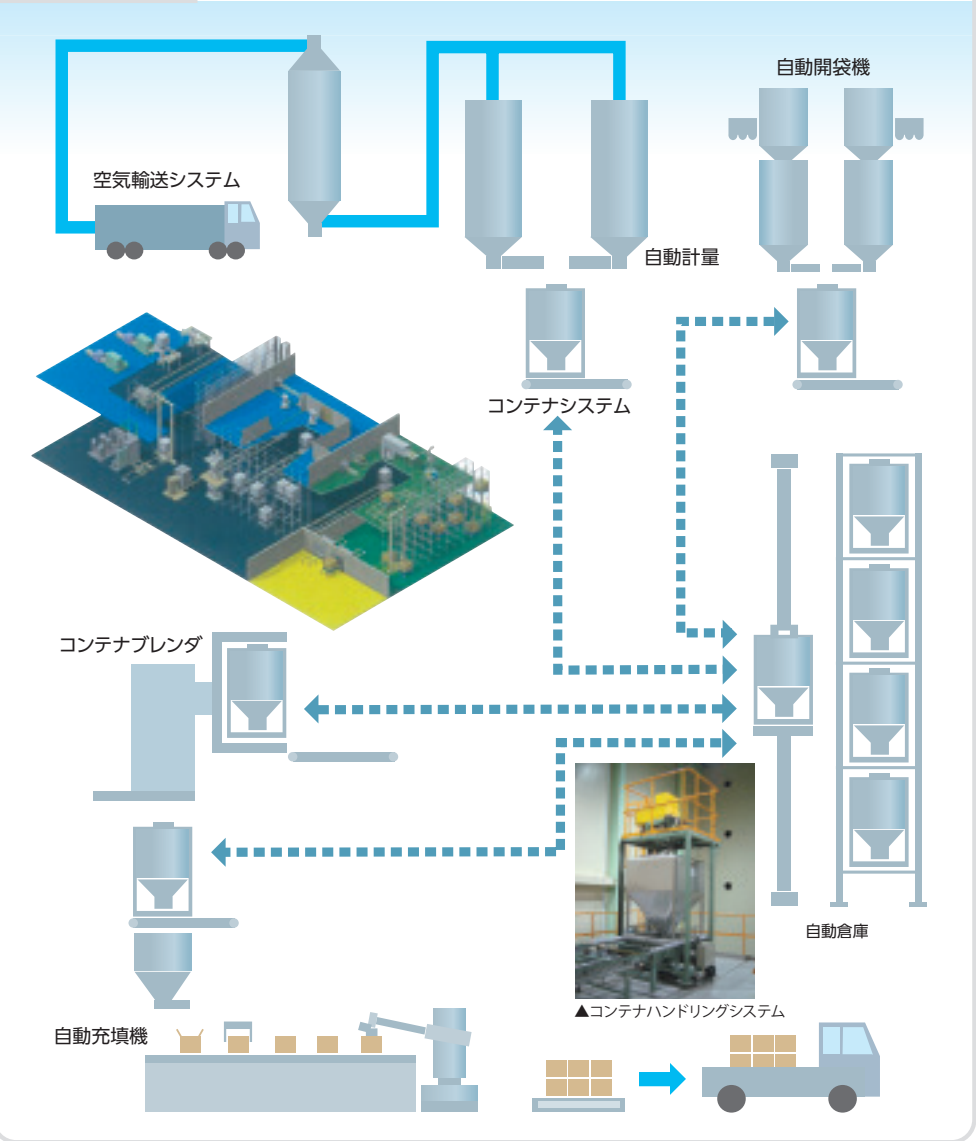 自動開袋機
空気輸送システム
自動計量
コンテナシステム
コンテナブレンダ
自動倉庫
▲コンテナハンドリングシステム
自動充填機